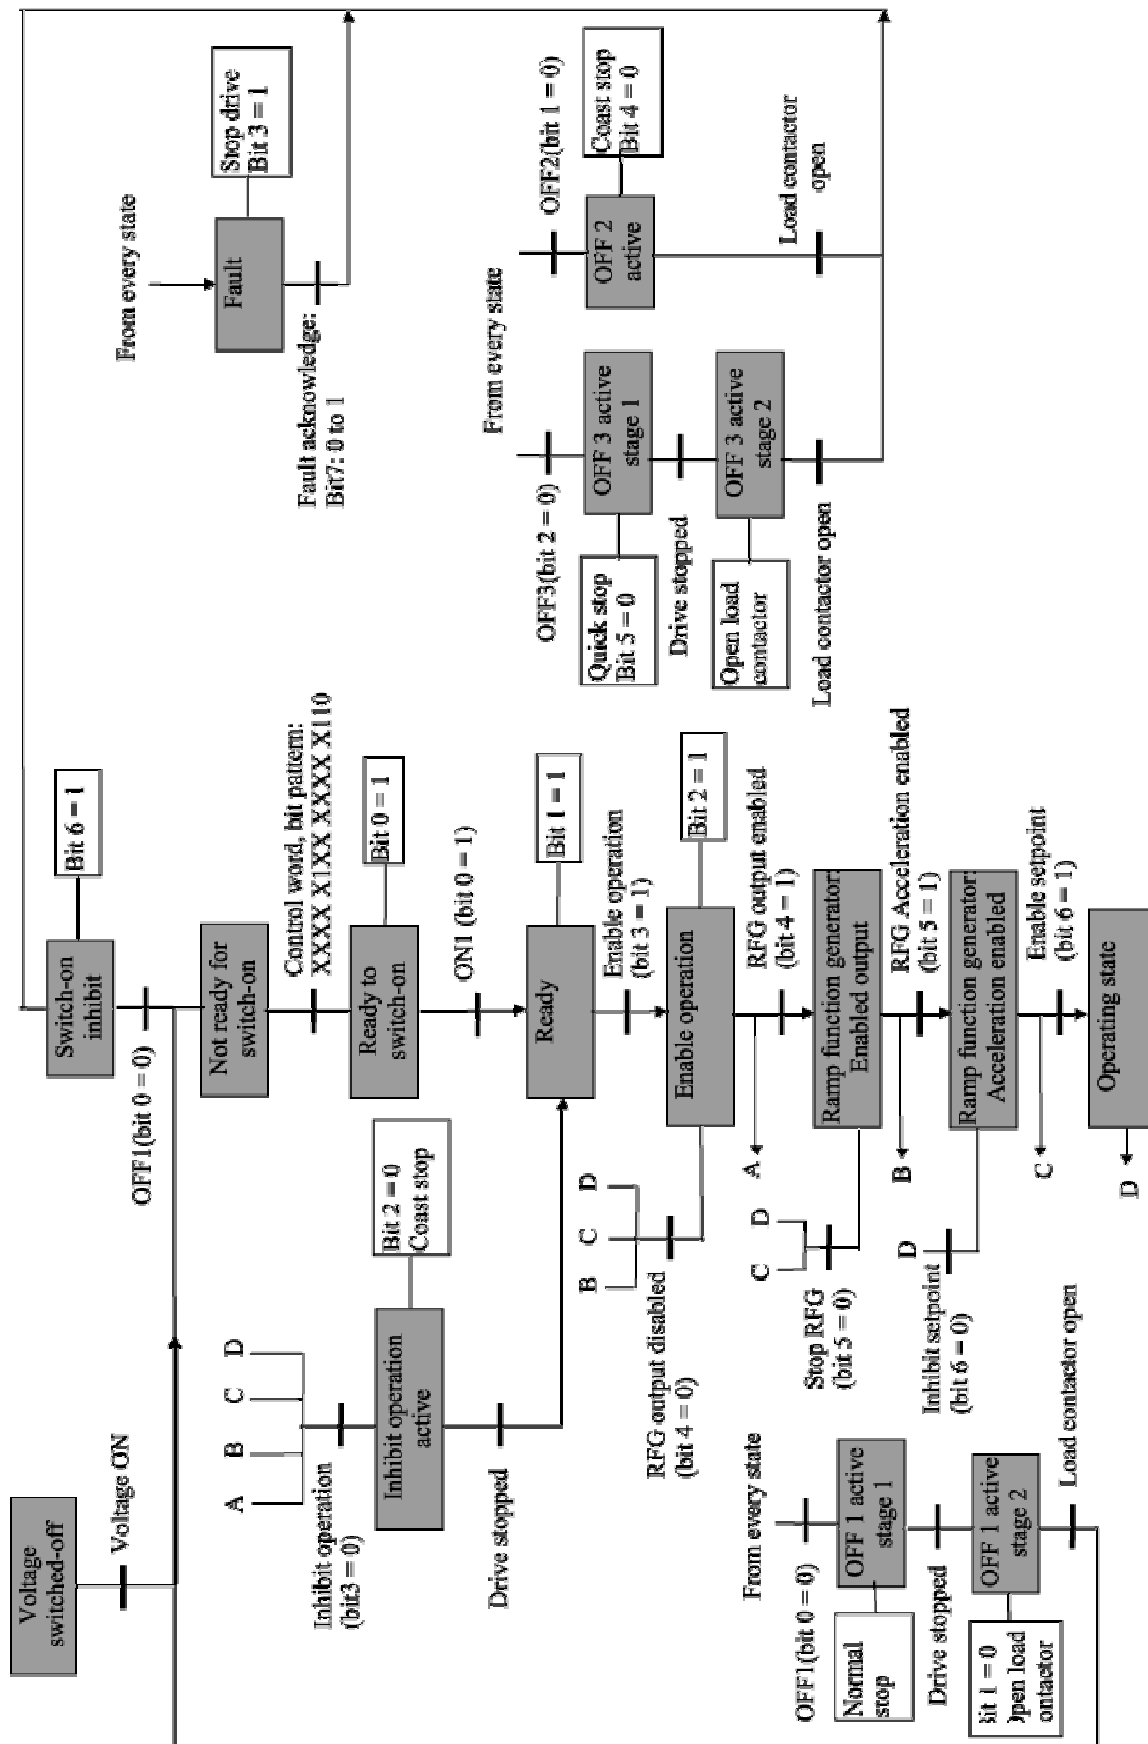 Voltage
switched-off
Voltage ON
Switch-on
inhibit
Bit 6 = 1
OFF1(bit 0 = 0)
Not ready for
switch-on
Control word, bit pattern:
XXXX X1XX XXXX X110
Ready to
switch-on
Bit 0 = 1
ON1 (bit 0 = 1)
Ready
Bit 1 = 1
Enable operation
(bit 3 = 1)
Enable operation
Bit 2 = 1
RFG output enabled
(bit 4 = 1)
A
Ramp function generator:
Enabled output
RFG Acceleration enabled
(bit 5 = 1)
B
Ramp function generator:
Acceleration enabled
Enable setpoint
(bit 6 = 1)
C
Operating state
D
A B C D
Inhibit operation
(bit3 = 0)
Inhibit operation
active
Bit 2 = 0
Coast stop
Drive stopped
B C D
RFG output disabled
(bit 4 = 0)
C D
Stop RFG
(bit 5 = 0)
D
Inhibit setpoint
(bit 6 = 0)
From every state
OFF1(bit 0 = 0)
OFF 1 active
stage 1
Normal
stop
Drive stopped
OFF 1 active
stage 2
Bit 1 = 0
Open load
ontactor
Load contactor open
From every state
Fault
Stop drive
Bit 3 = 1
Fault acknowledge:
Bit7: 0 to 1
From every state
OFF3(bit 2 = 0)
OFF 3 active
stage 1
Quick stop
Bit 5 = 0
Drive stopped
OFF 3 active
stage 2
Open load
contactor
Load contactor open
OFF2(bit 1 = 0)
OFF 2
active
Coast stop
Bit 4 = 0
Load contactor
open